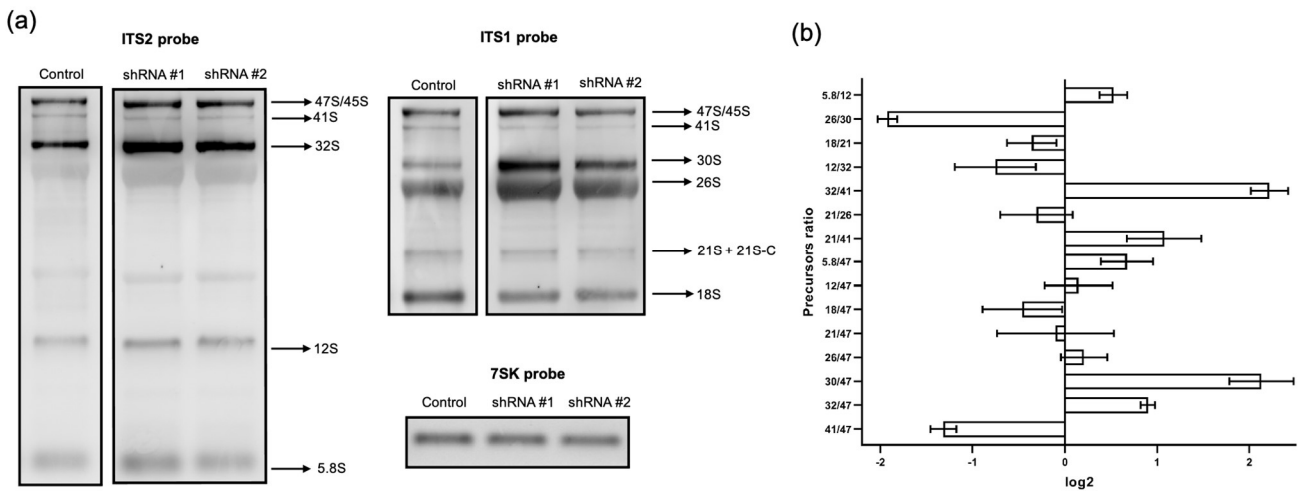 (a)
ITS2 probe
Control shRNA #1 shRNA #2
47S/45S
41S
32S
12S
5.8S
ITS1 probe
Control shRNA #1 shRNA #2
47S/45S
41S
30S
26S
21S + 21S-C
18S
7SK probe
Control shRNA #1 shRNA #2
(b)
Precursors ratio
5.8/12
26/30
18/21
12/32
32/41
21/26
21/41
5.8/47
12/47
18/47
21/47
26/47
30/47
32/47
41/47
-2 -1 0 1 2
log2